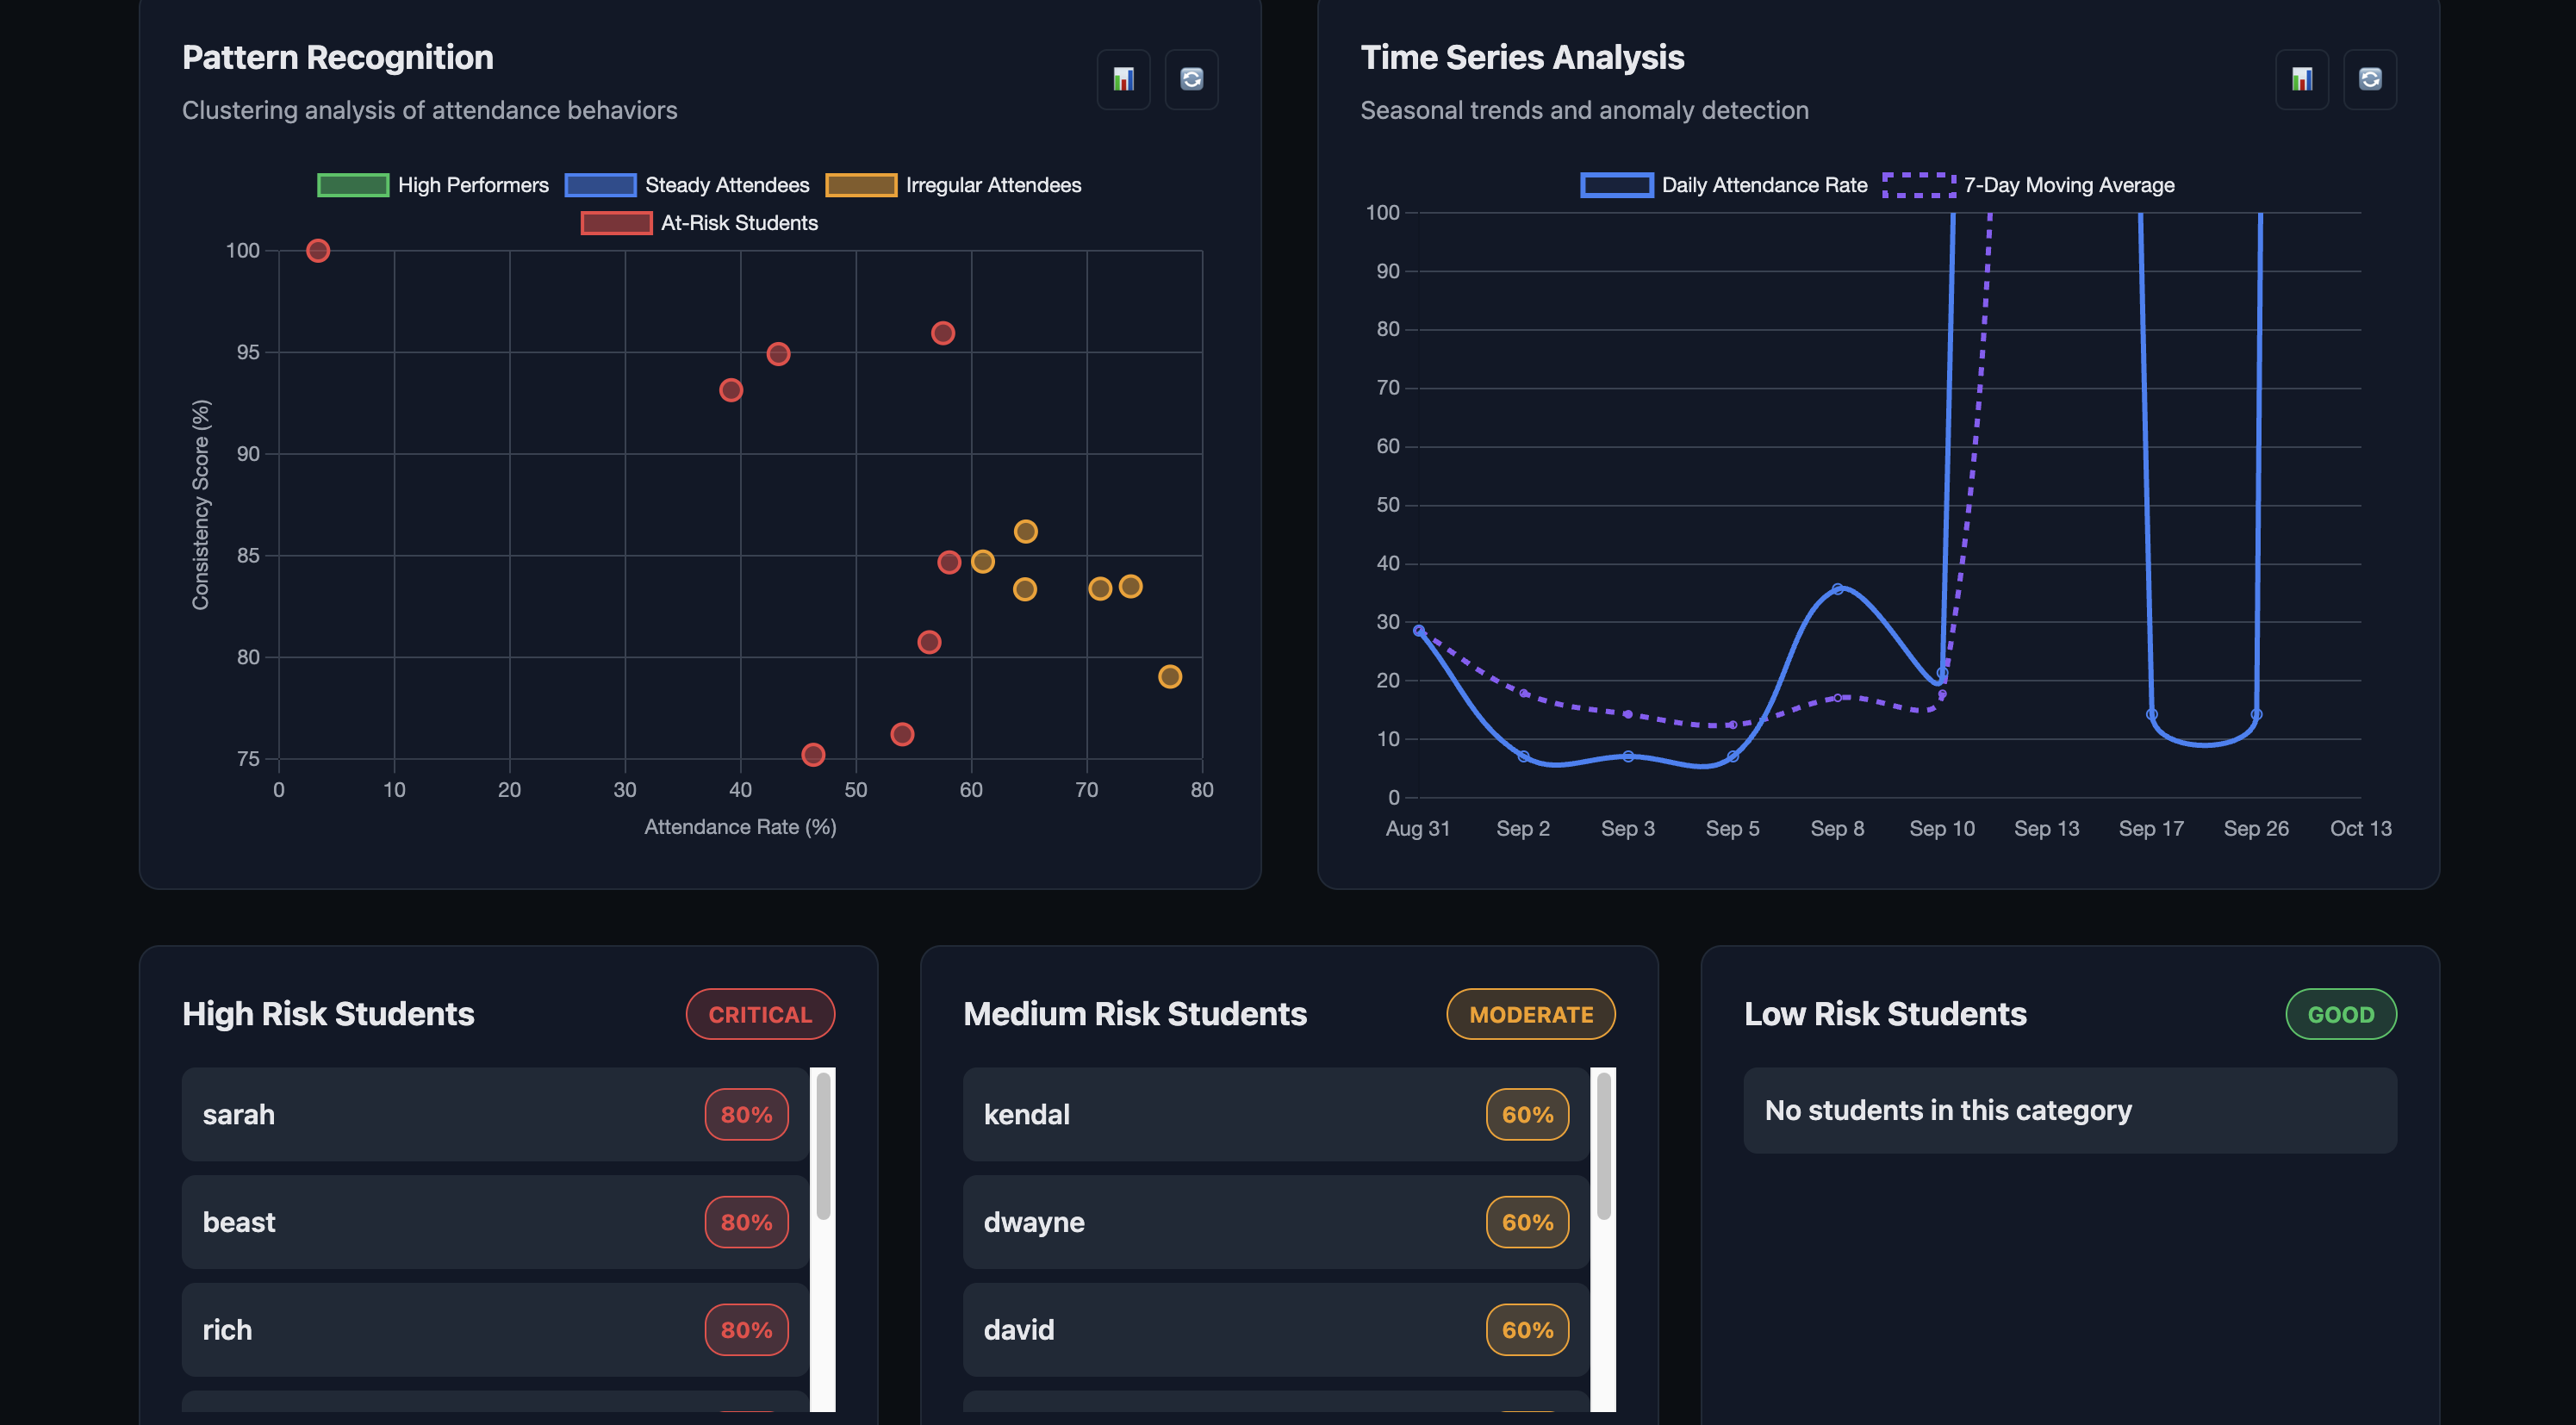 Pattern Recognition
Clustering analysis of attendance behaviors
High Performers Steady Attendees Irregular Attendees
At-Risk Students
100
95
90
85
80
75
Consistency Score (%)
0 10 20 30 40 50 60 70 80
Attendance Rate (%)
Time Series Analysis
Seasonal trends and anomaly detection
Daily Attendance Rate 7-Day Moving Average
100
90
80
70
60
50
40
30
20
10
0
Aug 31 Sep 2 Sep 3 Sep 5 Sep 8 Sep 10 Sep 13 Sep 17 Sep 26 Oct 13
High Risk Students CRITICAL
sarah 80%
beast 80%
rich 80%
Medium Risk Students MODERATE
kendal 60%
dwayne 60%
david 60%
Low Risk Students GOOD
No students in this category